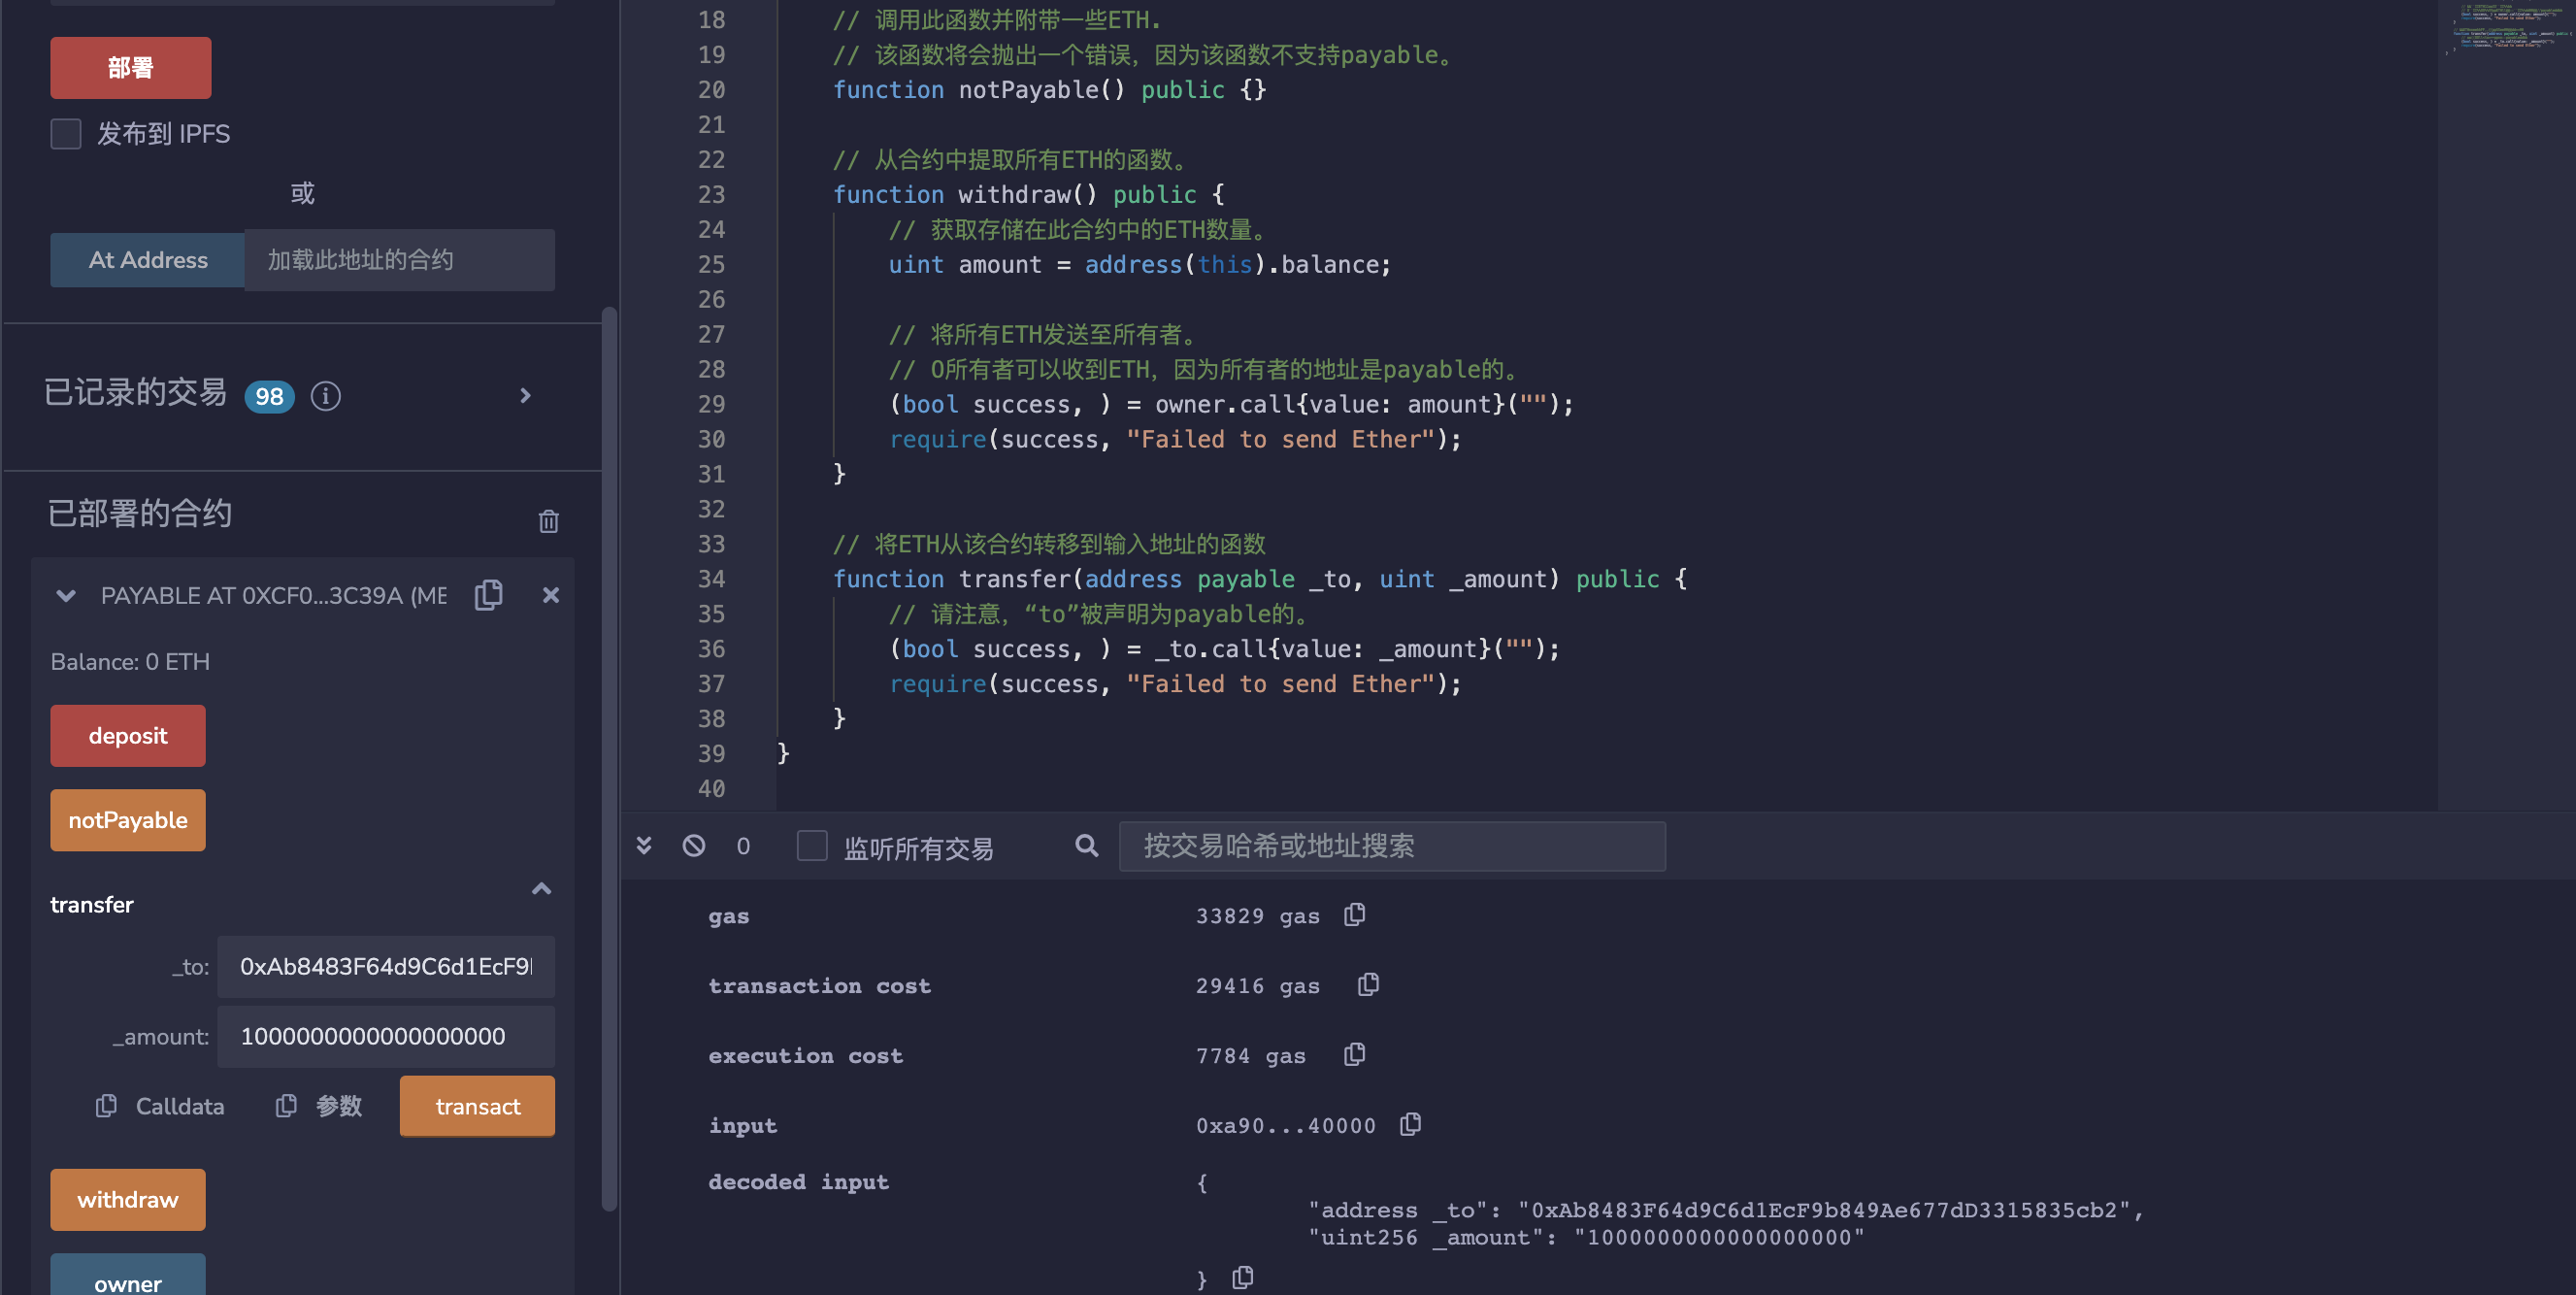 部署
发布到 IPFS
或
At Address 加载此地址的合约
已记录的交易 98 i
已部署的合约
PAYABLE AT 0XCF0...3C39A (ME
Balance: 0 ETH
deposit
notPayable
transfer
_to: 0xAb8483F64d9C6d1EcF9
_amount: 1000000000000000000
Calldata 参数 transact
withdraw
owner
18 // 调用此函数并附带一些ETH.
19 // 该函数将会抛出一个错误，因为该函数不支持payable。
20 function notPayable() public {}
21
22 // 从合约中提取所有ETH的函数。
23 function withdraw() public {
24 // 获取存储在此合约中的ETH数量。
25 uint amount = address(this).balance;
26
27 // 将所有ETH发送至所有者。
28 // O所有者可以收到ETH，因为所有者的地址是payable的。
29 (bool success, ) = owner.call{value: amount}("");
30 require(success, "Failed to send Ether");
31 }
32
33 // 将ETH从该合约转移到输入地址的函数
34 function transfer(address payable _to, uint _amount) public {
35 // 请注意，“to”被声明为payable的。
36 (bool success, ) = _to.call{value: _amount}("");
37 require(success, "Failed to send Ether");
38 }
39 }
40
0 监听所有交易 按交易哈希或地址搜索
gas 33829 gas
transaction cost 29416 gas
execution cost 7784 gas
input 0xa90...40000
decoded input {
"address _to": "0xAb8483F64d9C6d1EcF9b849Ae677dD3315835cb2",
"uint256 _amount": "1000000000000000000"
}